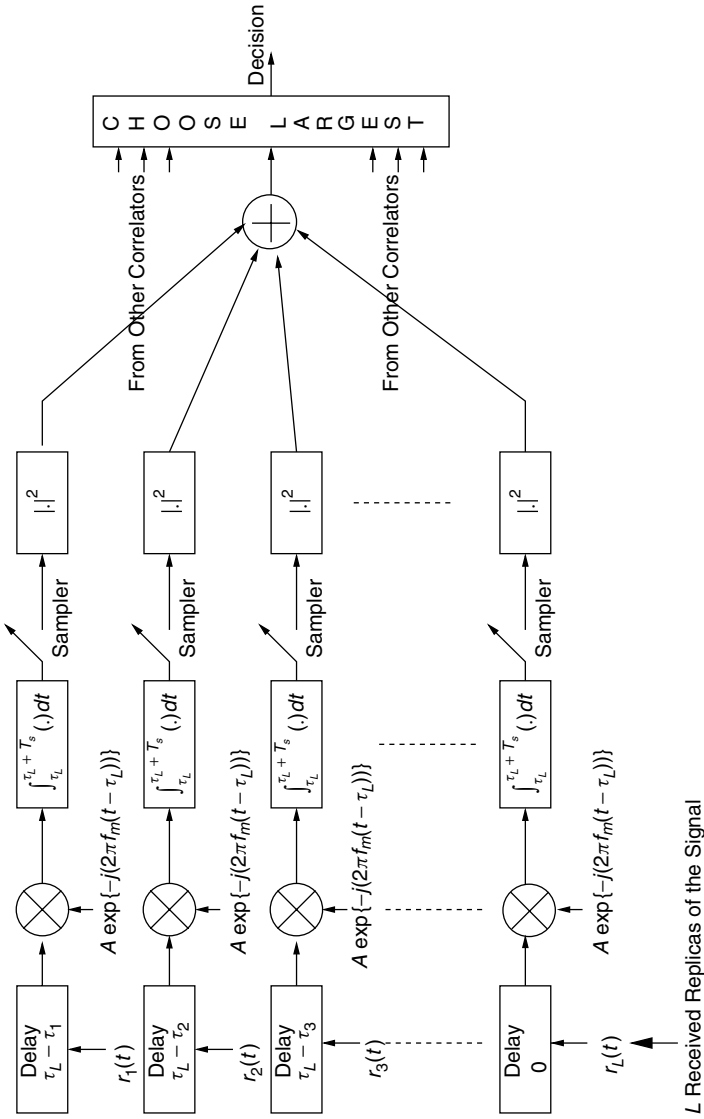 Delay
τ_L − τ_1
r_1(t)
A exp{−j(2πf_m(t − τ_L))}
∫_{τ_L}^{τ_L + T_s} (.)dt
Sampler
|.|^2
Delay
τ_L − τ_2
r_2(t)
A exp{−j(2πf_m(t − τ_L))}
∫_{τ_L}^{τ_L + T_s} (.)dt
Sampler
|.|^2
Delay
τ_L − τ_3
r_3(t)
A exp{−j(2πf_m(t − τ_L))}
∫_{τ_L}^{τ_L + T_s} (.)dt
Sampler
|.|^2
Delay
0
r_L(t)
A exp{−j(2πf_m(t − τ_L))}
∫_{τ_L}^{τ_L + T_s} (.)dt
Sampler
|.|^2
L Received Replicas of the Signal
From Other Correlators
From Other Correlators
CHOOSE LARGEST
Decision